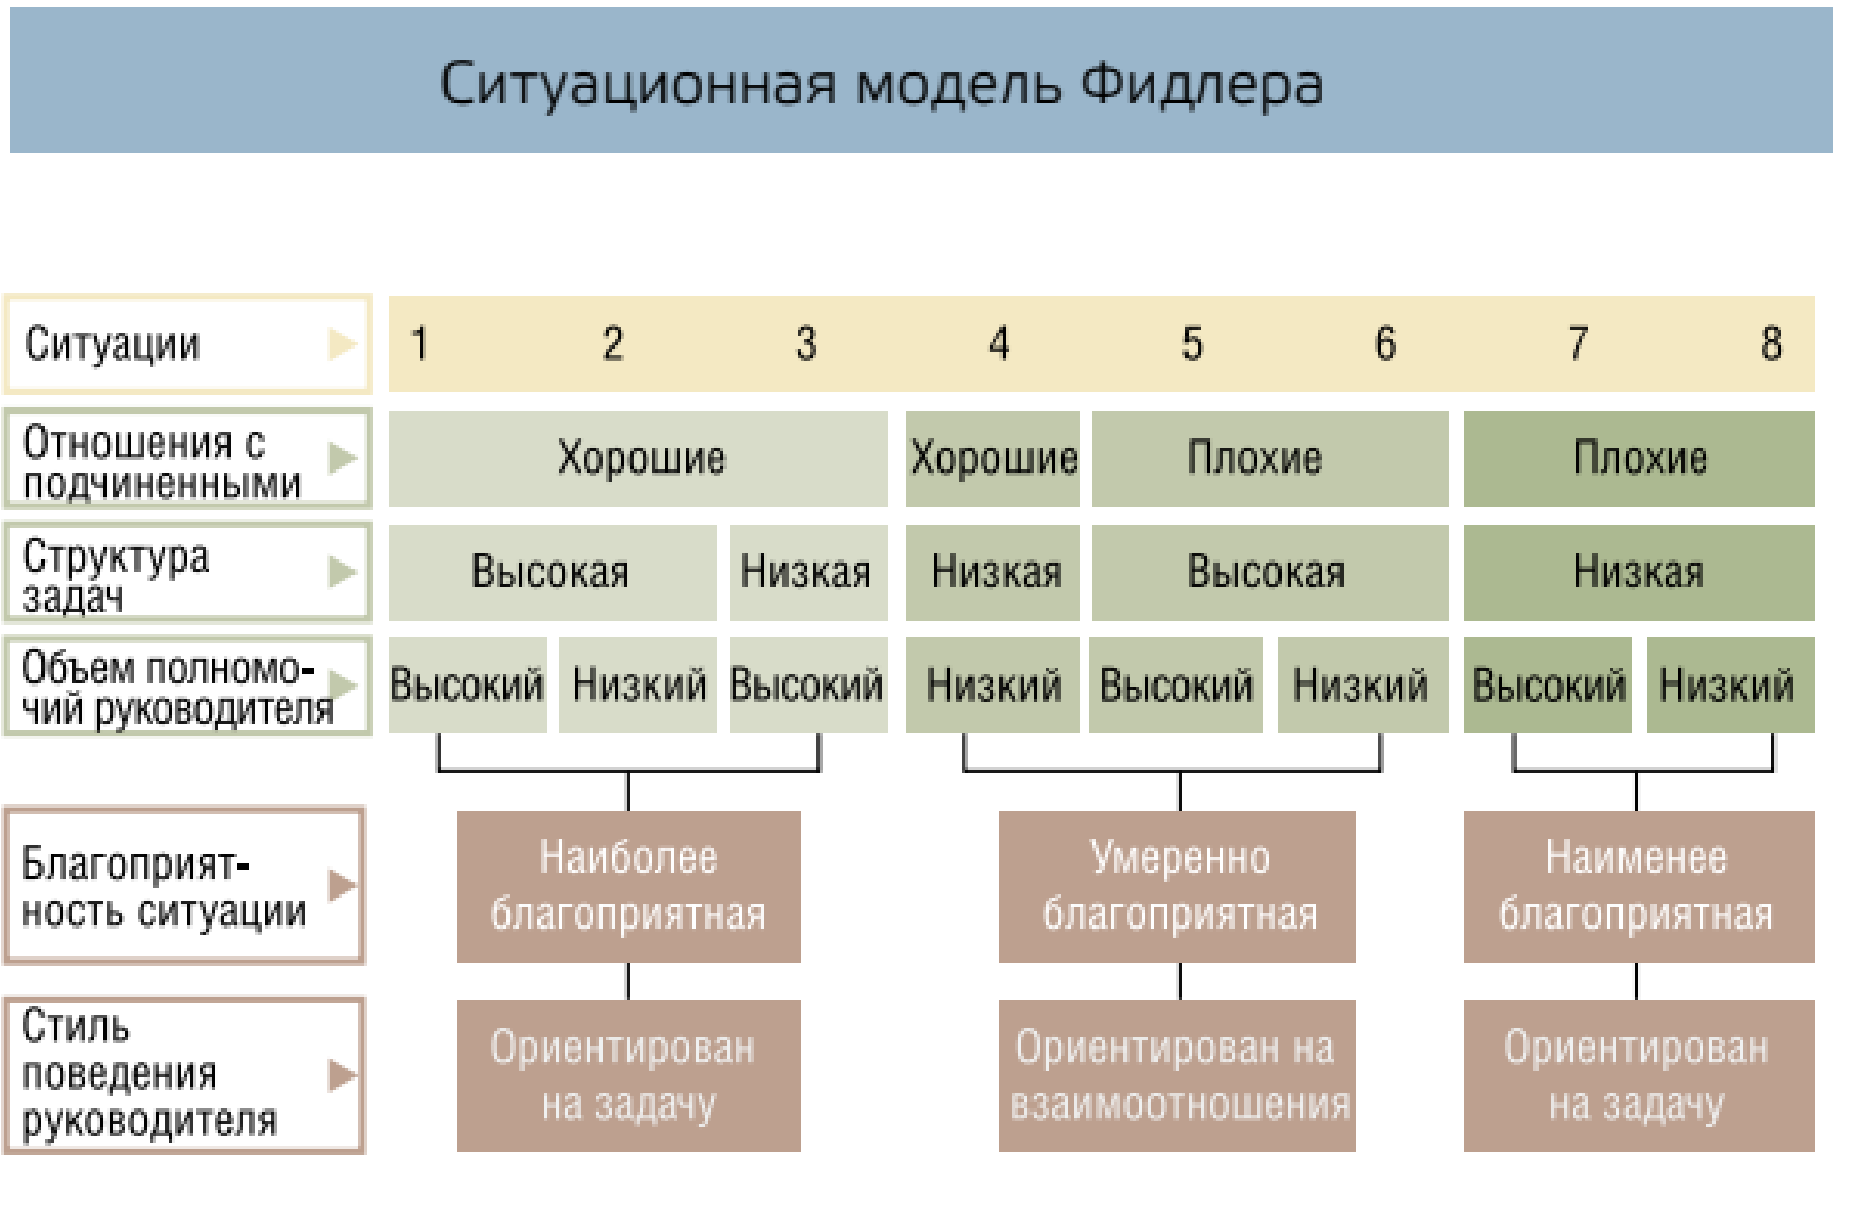 Ситуационная модель Фидлера
Ситуации
1 2 3 4 5 6 7 8
Отношения с
подчиненными
Хорошие Хорошие Плохие Плохие
Структура
задач
Высокая Низкая Низкая Высокая Низкая
Объем полномо-
чий руководителя
Высокий Низкий Высокий Низкий Высокий Низкий Высокий Низкий
Благоприят-
ность ситуации
Наиболее
благоприятная
Умеренно
благоприятная
Наименее
благоприятная
Стиль
поведения
руководителя
Ориентирован
на задачу
Ориентирован на
взаимоотношения
Ориентирован
на задачу